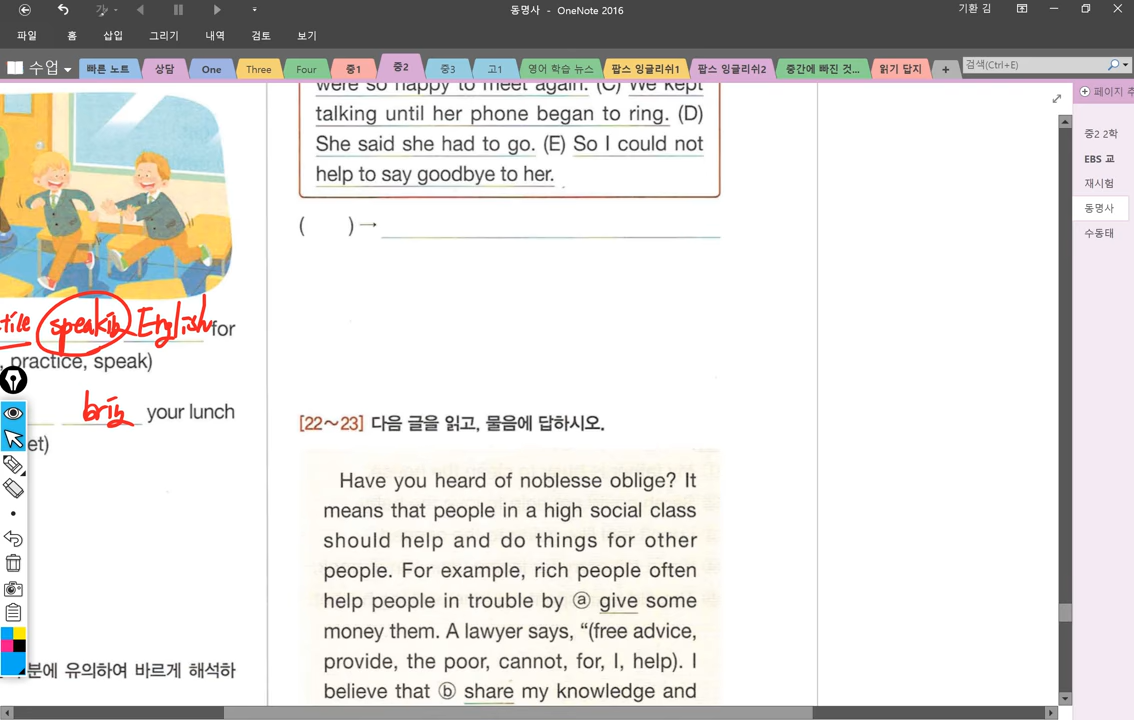 동명사 - OneNote 2016
기환 김
파일 홈 삽입 그리기 내역 검토 보기
수업 빠른 노트 상담 One Three Four 중1 중2 중3 고1 영어 학습 뉴스 팝스 잉글리쉬1 팝스 잉글리쉬2 중간에 빠진 것... 읽기 답지 +
검색(Ctrl+E)
페이지 추
중2 2학
EBS 교
재시험
동명사
수동태
were so happy to meet again. (C) We kept
talking until her phone began to ring. (D)
She said she had to go. (E) So I could not
help to say goodbye to her.
( ) →
English for
, practice, speak)
your lunch
et)
분에 유의하여 바르게 해석하
[22~23] 다음 글을 읽고, 물음에 답하시오.
Have you heard of noblesse oblige? It
means that people in a high social class
should help and do things for other
people. For example, rich people often
help people in trouble by ⓐ give some
money them. A lawyer says, “(free advice,
provide, the poor, cannot, for, I, help). I
believe that ⓑ share my knowledge and